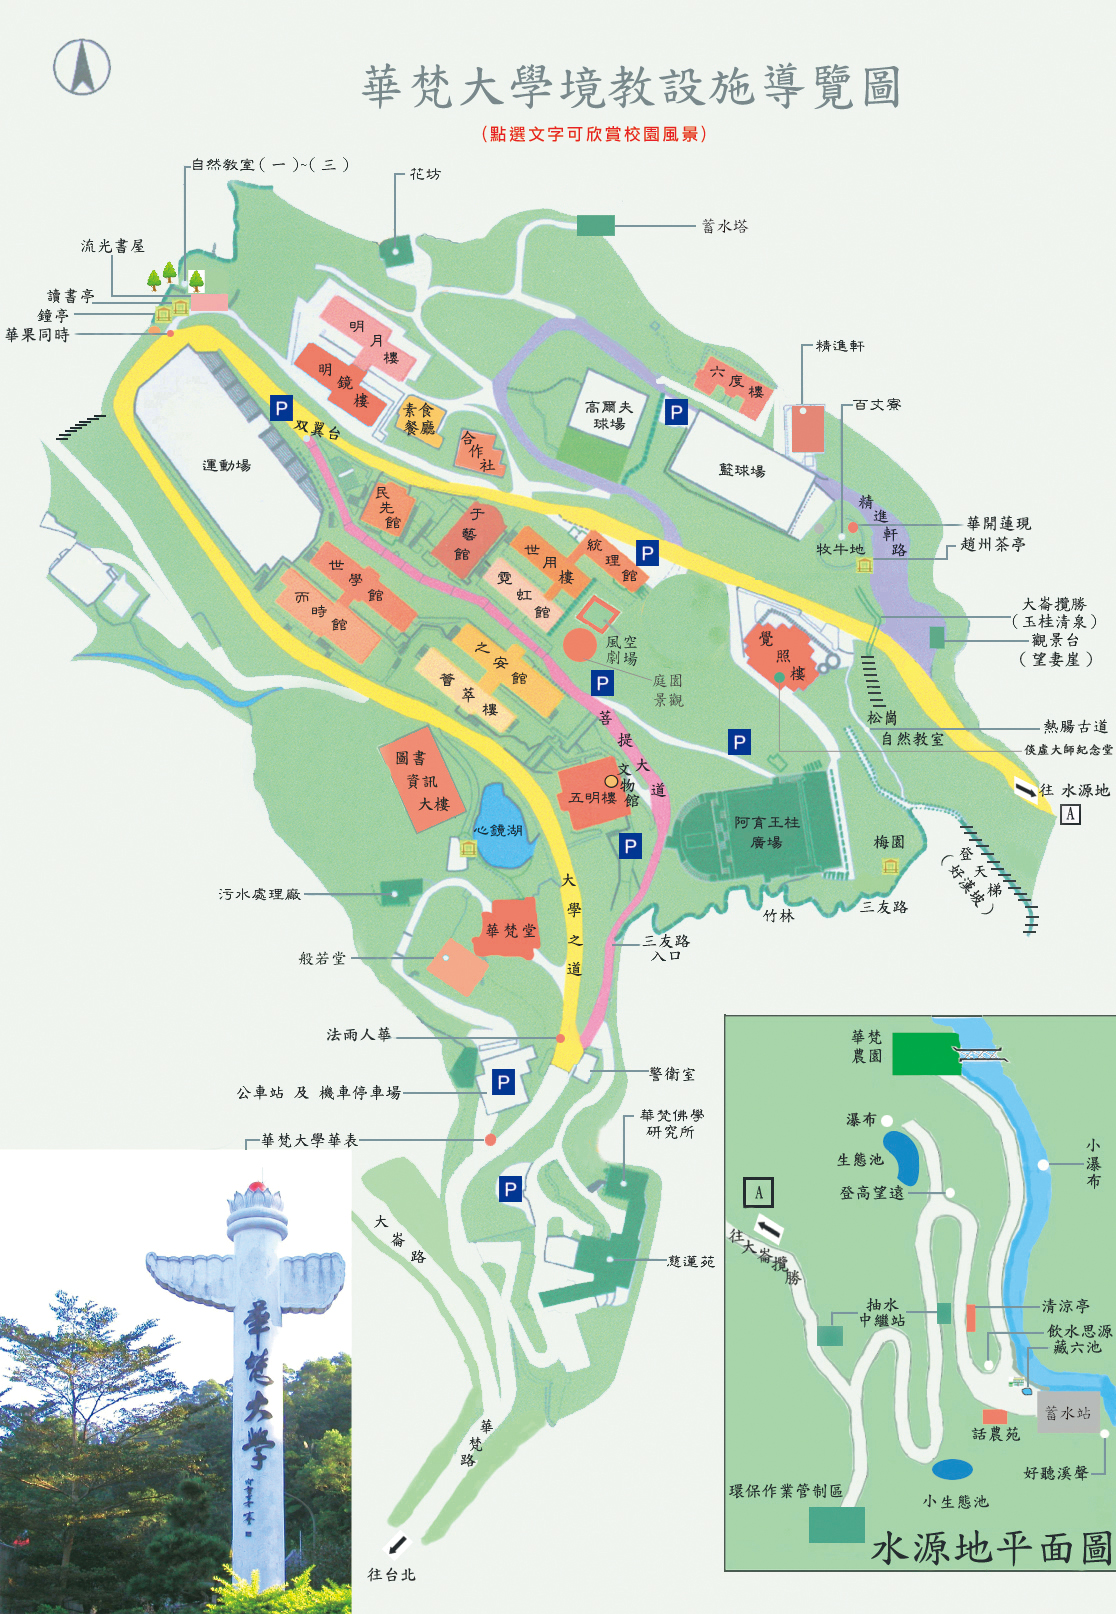 華梵大學境教設施導覽圖
(點選文字可欣賞校園風景)
自然教室(一)~(三)
花坊
蓄水塔
流光書屋
讀書亭
鐘亭
華果同時
明月樓
明鏡樓
素食
餐廳
合作社
双翼台
P
運動場
高爾夫
球場
P
六度樓
精進軒
百丈寮
籃球場
精進軒路
華開蓮現
牧牛地
趙州茶亭
民先館
于藝館
世用樓
統理館
P
霓虹館
世學館
而時館
大崙攬勝
(玉桂清泉)
觀景台
(望妻崖)
覺照樓
風空
劇場
庭園
景觀
P
之安館
薈萃樓
菩提大道
松崗
自然教室
熱腸古道
倓虛大師紀念堂
P
圖書
資訊
大樓
五明樓
文物館
往 水源地
A
心鏡湖
P
阿育王柱
廣場
梅園
登天梯
(好漢坡)
污水處理廠
大學之道
華梵堂
竹林
三友路
三友路
入口
般若堂
法雨人華
警衛室
公車站 及 機車停車場
P
華梵佛學
研究所
華梵大學華表
P
大崙路
慈蓮苑
華梵路
往台北
華梵大学
華梵
農園
瀑布
生態池
登高望遠
小瀑布
A
往大崙攬勝
抽水
中繼站
清涼亭
飲水思源
藏六池
蓄水站
話農苑
好聽溪聲
環保作業管制區
小生態池
水源地平面圖